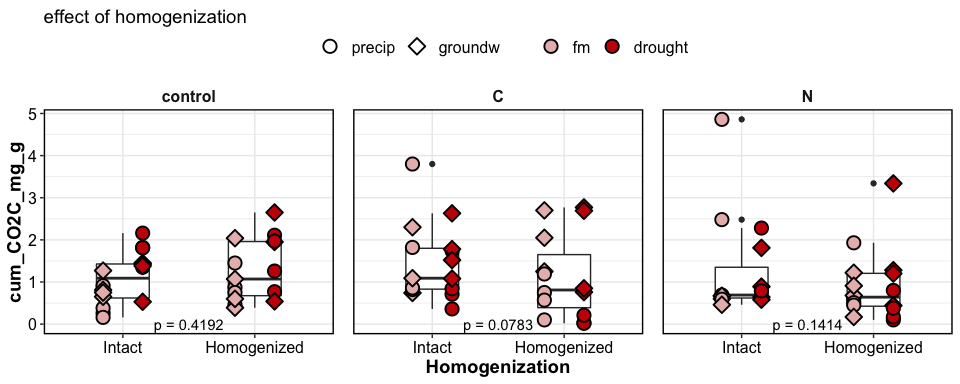 effect of homogenization
precip groundw fm drought
control C N
cum_CO2C_mg_g
5
4
3
2
1
0
p = 0.4192 p = 0.0783 p = 0.1414
Intact Homogenized Intact Homogenized Intact Homogenized
Homogenization